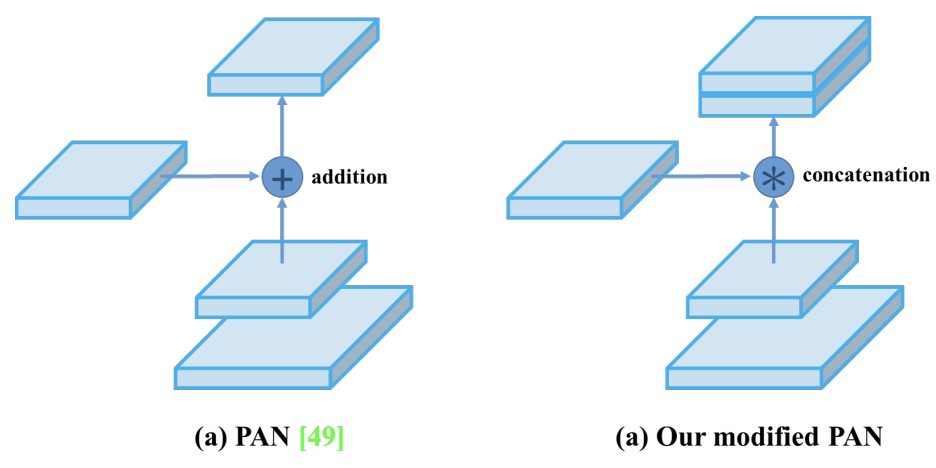 addition
concatenation
(a) PAN [49]
(a) Our modified PAN